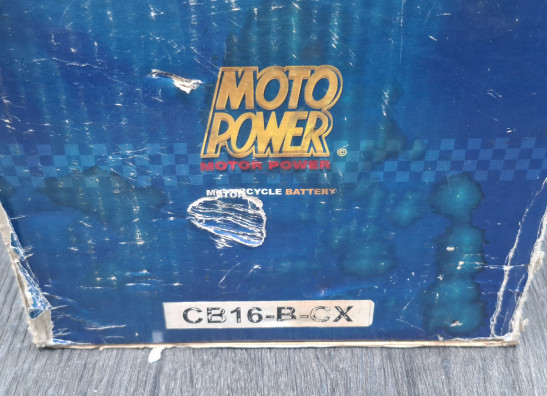 MOTO
POWER
©
MOTOR POWER
MOTORCYCLE BATTERY
CB16-B-CX